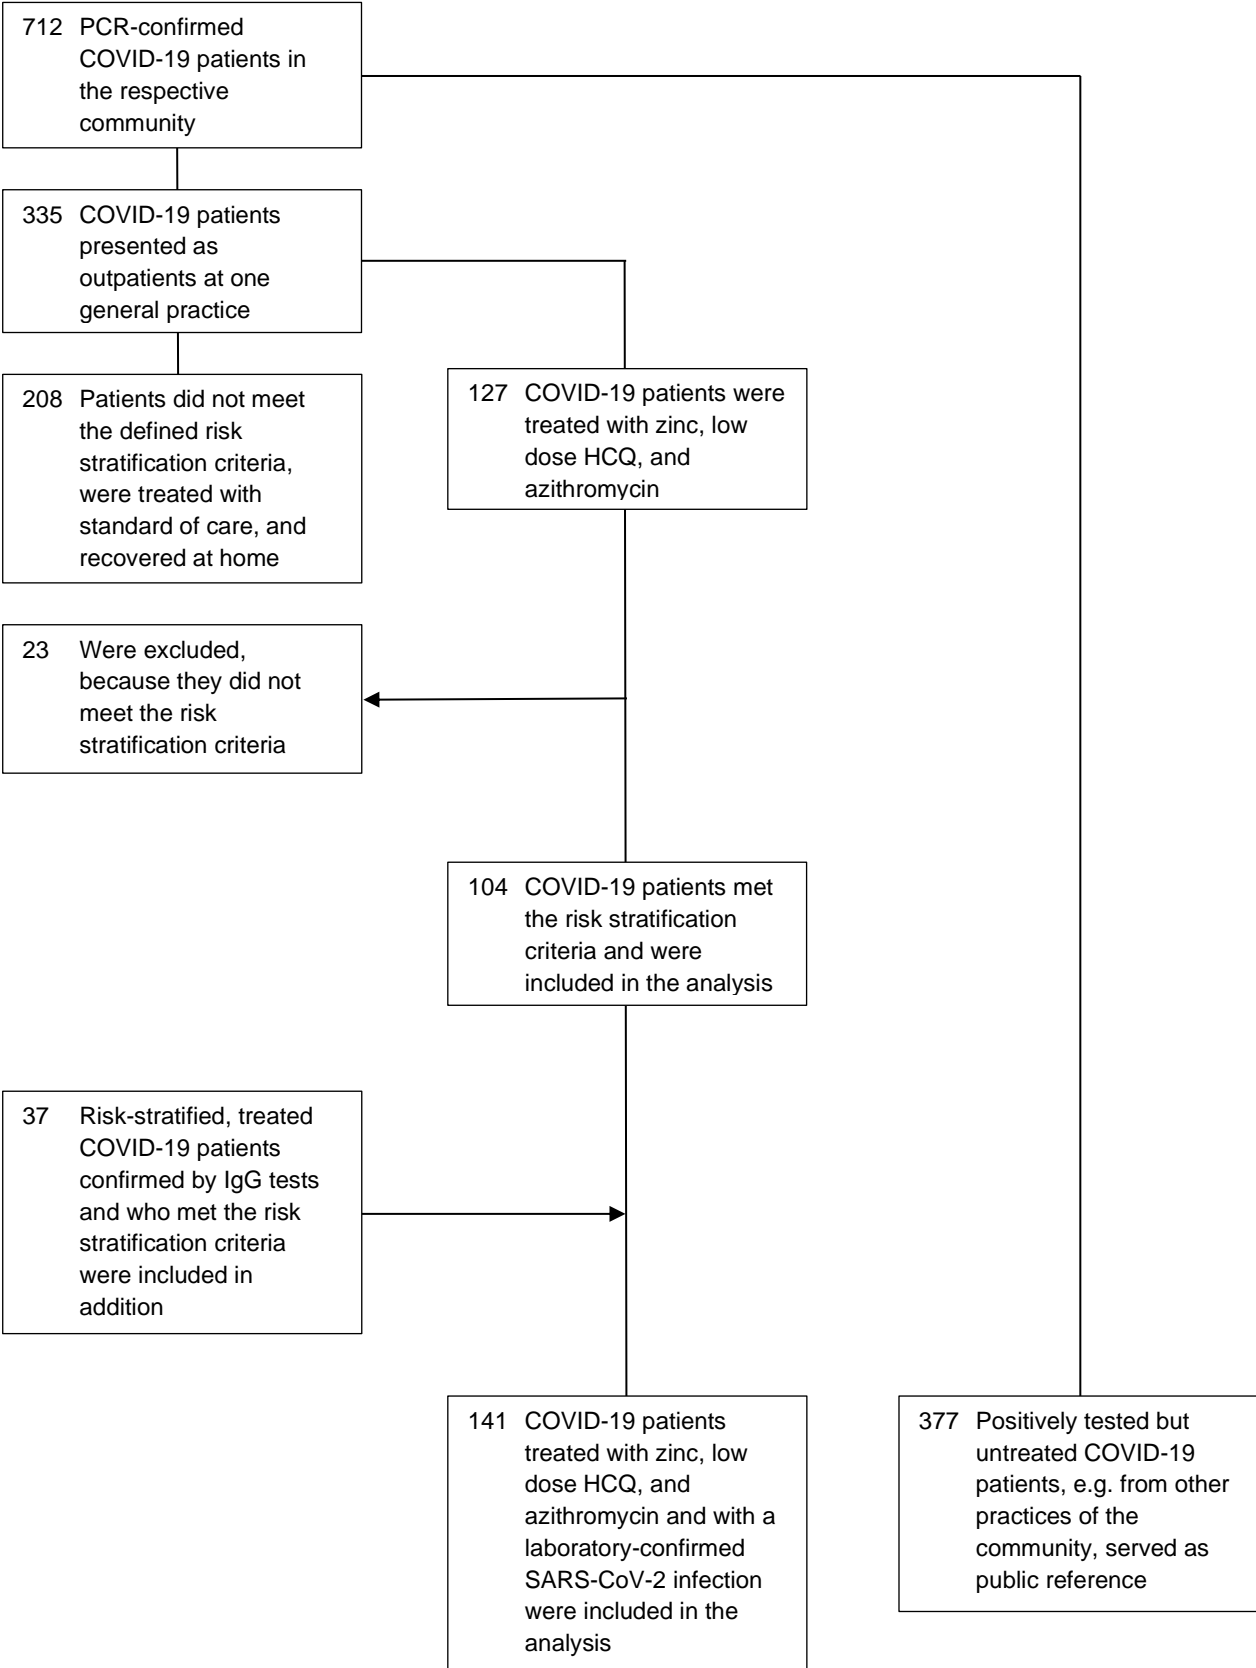 712 PCR-confirmed
COVID-19 patients in
the respective
community
335 COVID-19 patients
presented as
outpatients at one
general practice
208 Patients did not meet
the defined risk
stratification criteria,
were treated with
standard of care, and
recovered at home
127 COVID-19 patients were
treated with zinc, low
dose HCQ, and
azithromycin
23 Were excluded,
because they did not
meet the risk
stratification criteria
104 COVID-19 patients met
the risk stratification
criteria and were
included in the analysis
37 Risk-stratified, treated
COVID-19 patients
confirmed by IgG tests
and who met the risk
stratification criteria
were included in
addition
141 COVID-19 patients
treated with zinc, low
dose HCQ, and
azithromycin and with a
laboratory-confirmed
SARS-CoV-2 infection
were included in the
analysis
377 Positively tested but
untreated COVID-19
patients, e.g. from other
practices of the
community, served as
public reference